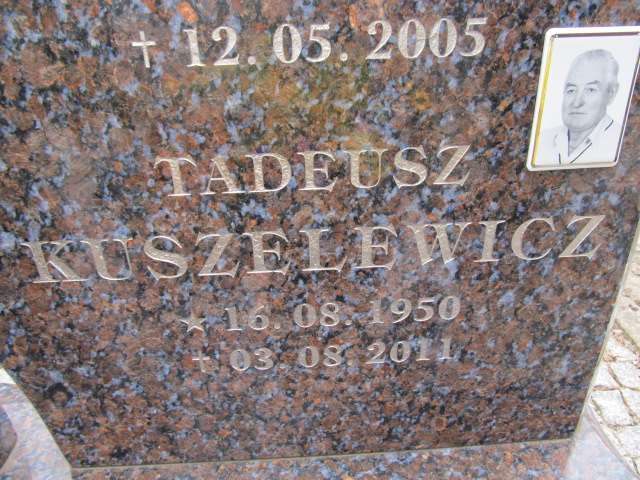 † 12. 05. 2005
TADEUSZ
KUSZELEWICZ
★ 16. 08. 1950
† 03. 08. 2011